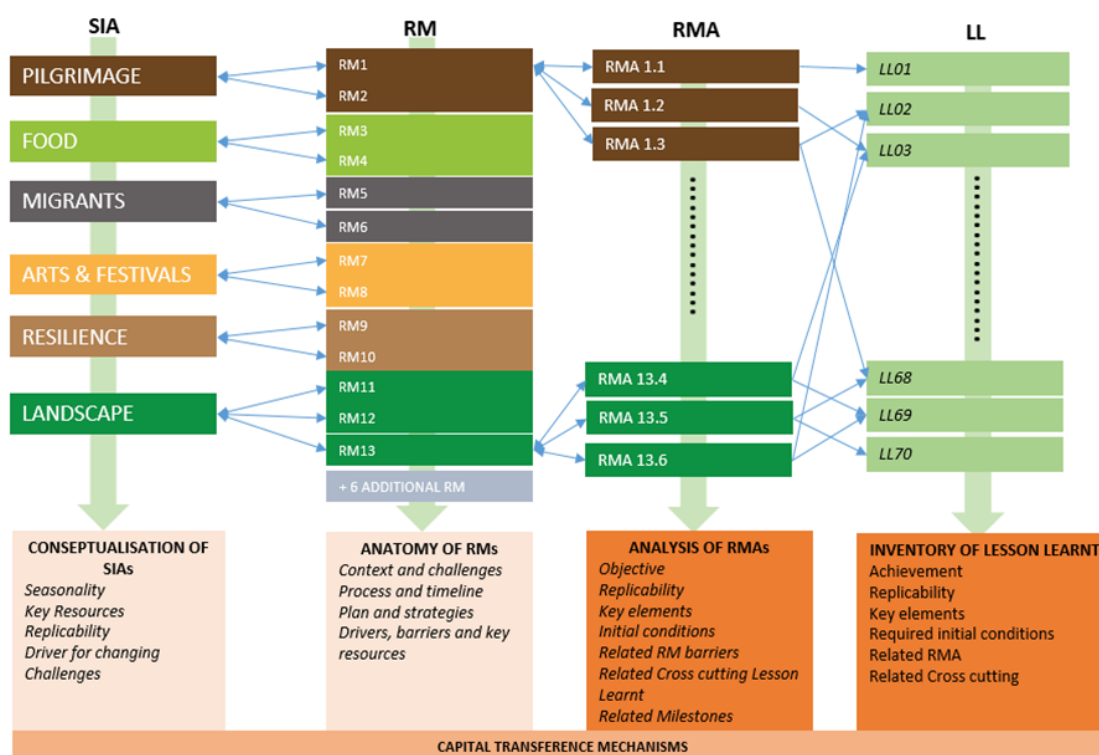 SIA
PILGRIMAGE
FOOD
MIGRANTS
ARTS & FESTIVALS
RESILIENCE
LANDSCAPE
CONSEPTUALISATION OF
SIAs
Seasonality
Key Resources
Replicability
Driver for changing
Challenges
RM
RM1
RM2
RM3
RM4
RM5
RM6
RM7
RM8
RM9
RM10
RM11
RM12
RM13
+ 6 ADDITIONAL RM
ANATOMY OF RMs
Context and challenges
Process and timeline
Plan and strategies
Drivers, barriers and key
resources
RMA
RMA 1.1
RMA 1.2
RMA 1.3
RMA 13.4
RMA 13.5
RMA 13.6
ANALYSIS OF RMAs
Objective
Replicability
Key elements
Initial conditions
Related RM barriers
Related Cross cutting Lesson
Learnt
Related Milestones
LL
LL01
LL02
LL03
LL68
LL69
LL70
INVENTORY OF LESSON LEARNT
Achievement
Replicability
Key elements
Required initial conditions
Related RMA
Related Cross cutting
CAPITAL TRANSFERENCE MECHANISMS